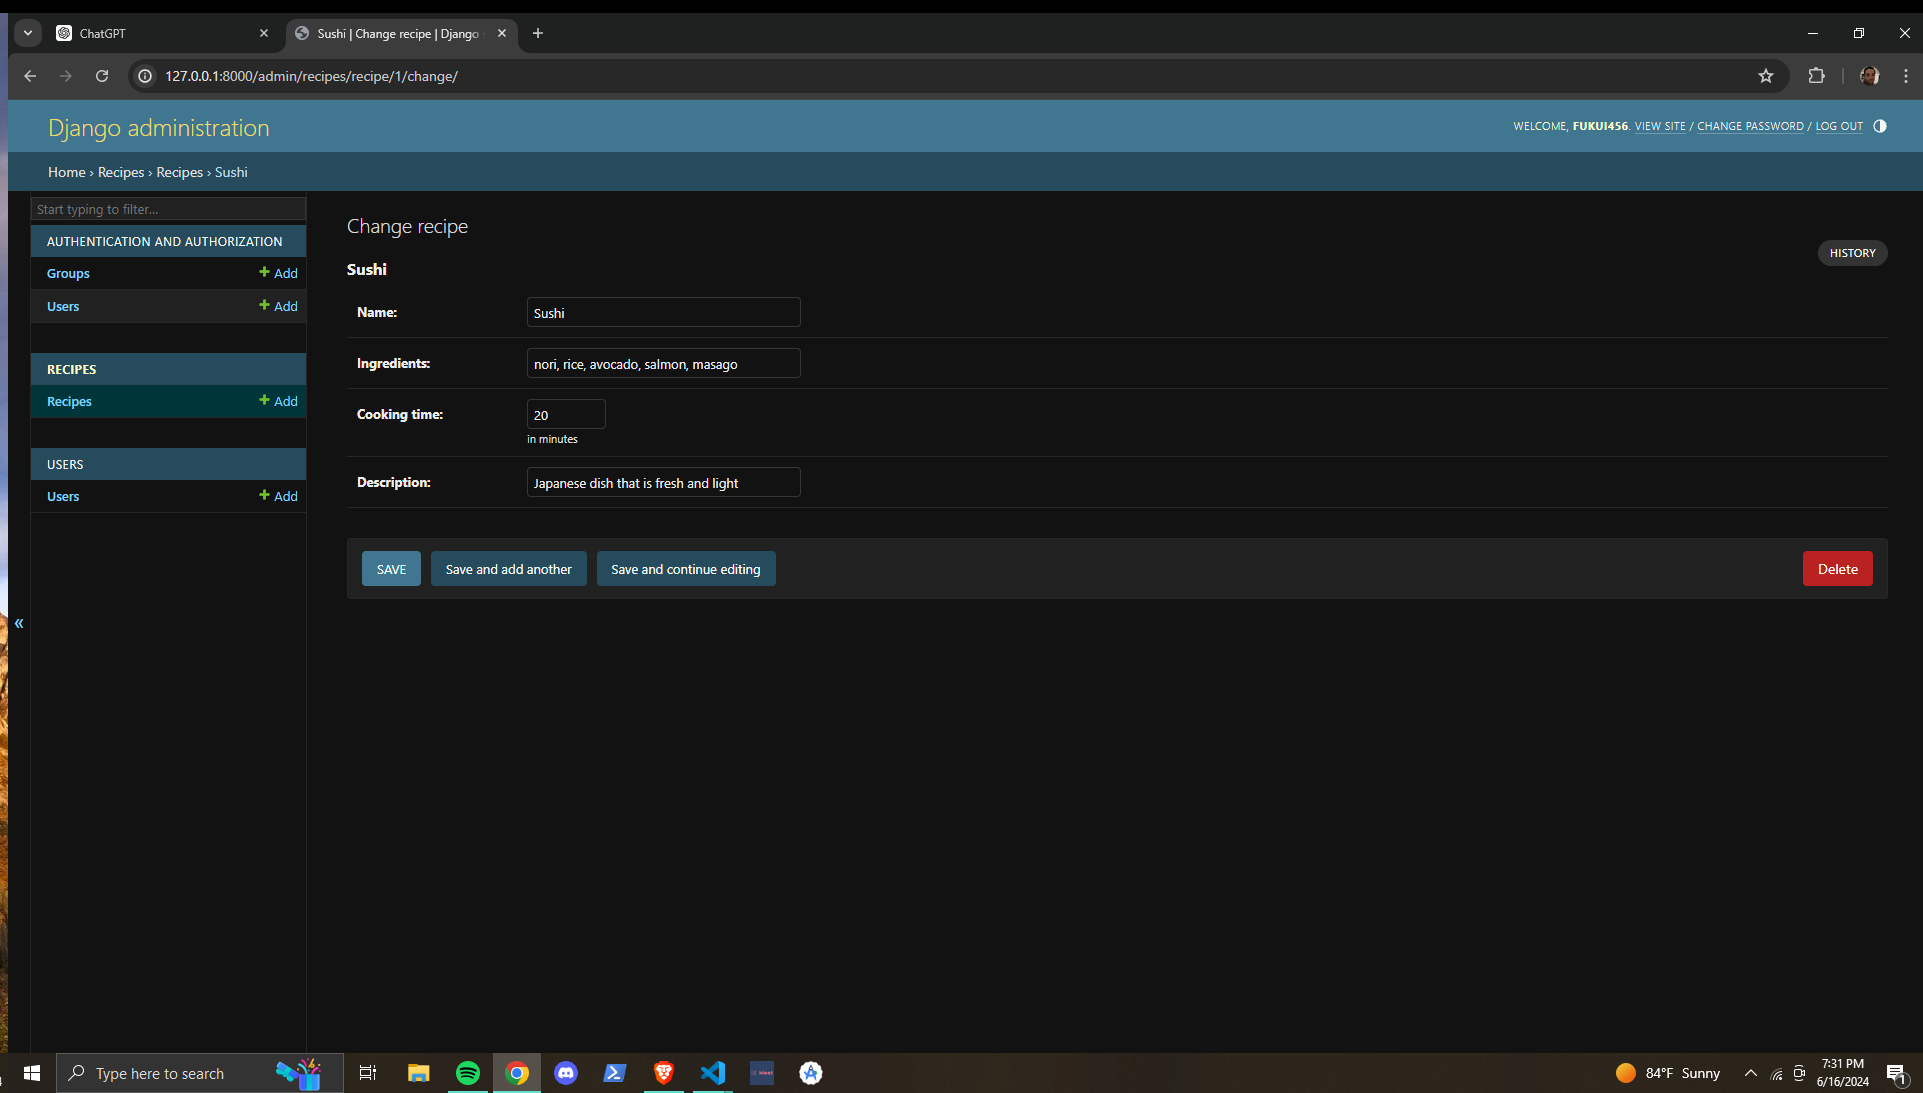 ChatGPT
Sushi | Change recipe | Django
127.0.0.1:8000/admin/recipes/recipe/1/change/
Django administration
WELCOME, FUKUI456. VIEW SITE / CHANGE PASSWORD / LOG OUT
Home › Recipes › Recipes › Sushi
Start typing to filter...
AUTHENTICATION AND AUTHORIZATION
Groups
Add
Users
Add
RECIPES
Recipes
Add
USERS
Users
Add
«
Change recipe
HISTORY
Sushi
Name:
Sushi
Ingredients:
nori, rice, avocado, salmon, masago
Cooking time:
20
in minutes
Description:
Japanese dish that is fresh and light
SAVE
Save and add another
Save and continue editing
Delete
Type here to search
84°F Sunny
7:31 PM
6/16/2024
1